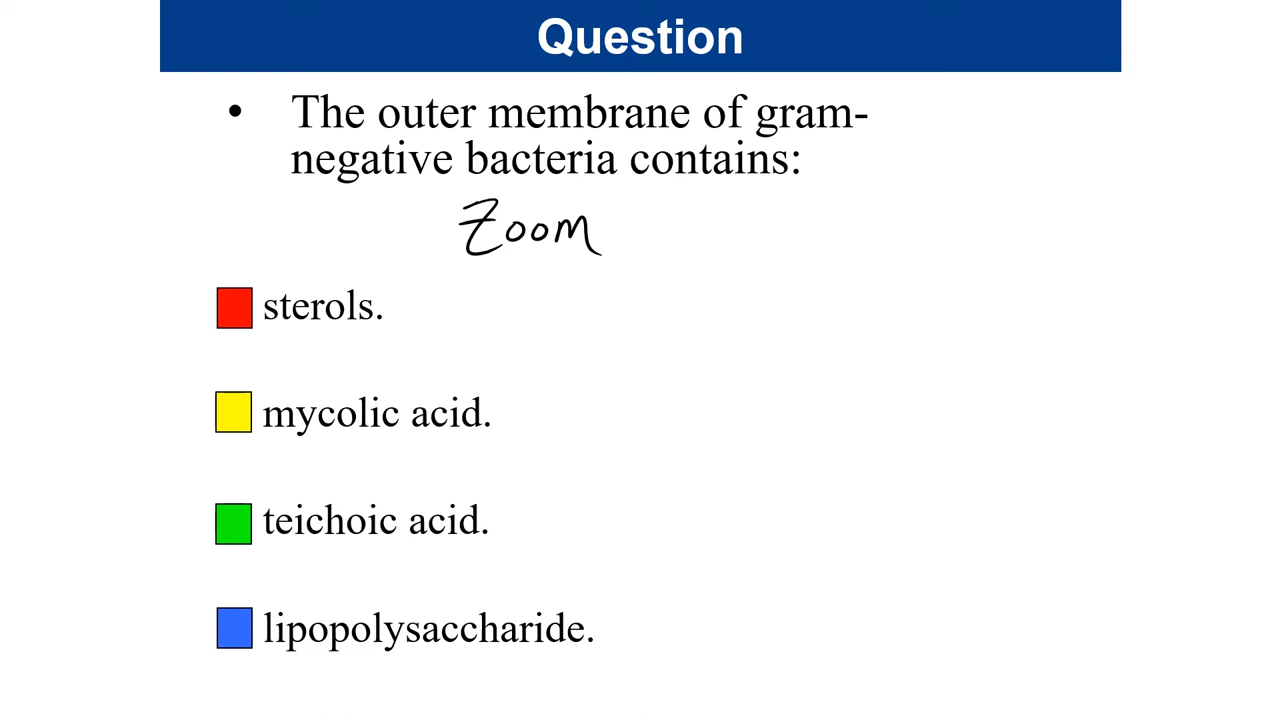 Question
• The outer membrane of gram-
negative bacteria contains:
Zoom
sterols.
mycolic acid.
teichoic acid.
lipopolysaccharide.